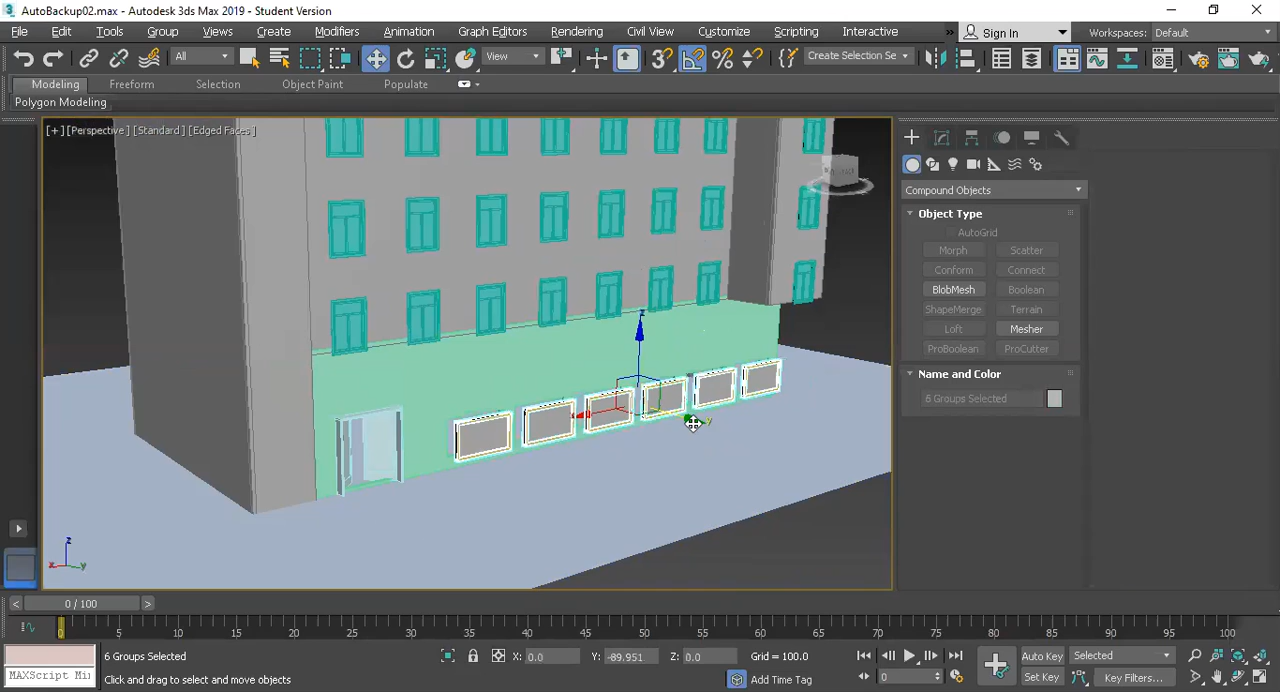 AutoBackup02.max - Autodesk 3ds Max 2019 - Student Version
File Edit Tools Group Views Create Modifiers Animation Graph Editors Rendering Civil View Customize Scripting Interactive » Sign In Workspaces: Default
All View Create Selection Se
Modeling Freeform Selection Object Paint Populate
Polygon Modeling
[+] [Perspective] [Standard] [Edged Faces]
Compound Objects
Object Type
AutoGrid
Morph Scatter
Conform Connect
BlobMesh Boolean
ShapeMerge Terrain
Loft Mesher
ProBoolean ProCutter
Name and Color
6 Groups Selected
z
y
z
x y
< 0 / 100 >
0 5 10 15 20 25 30 35 40 45 50 55 60 65 70 75 80 85 90 95 100
6 Groups Selected X: 0.0 Y: -89.951 Z: 0.0 Grid = 100.0 Auto Key Selected
MAXScript Min Click and drag to select and move objects Add Time Tag 0 Set Key Key Filters...